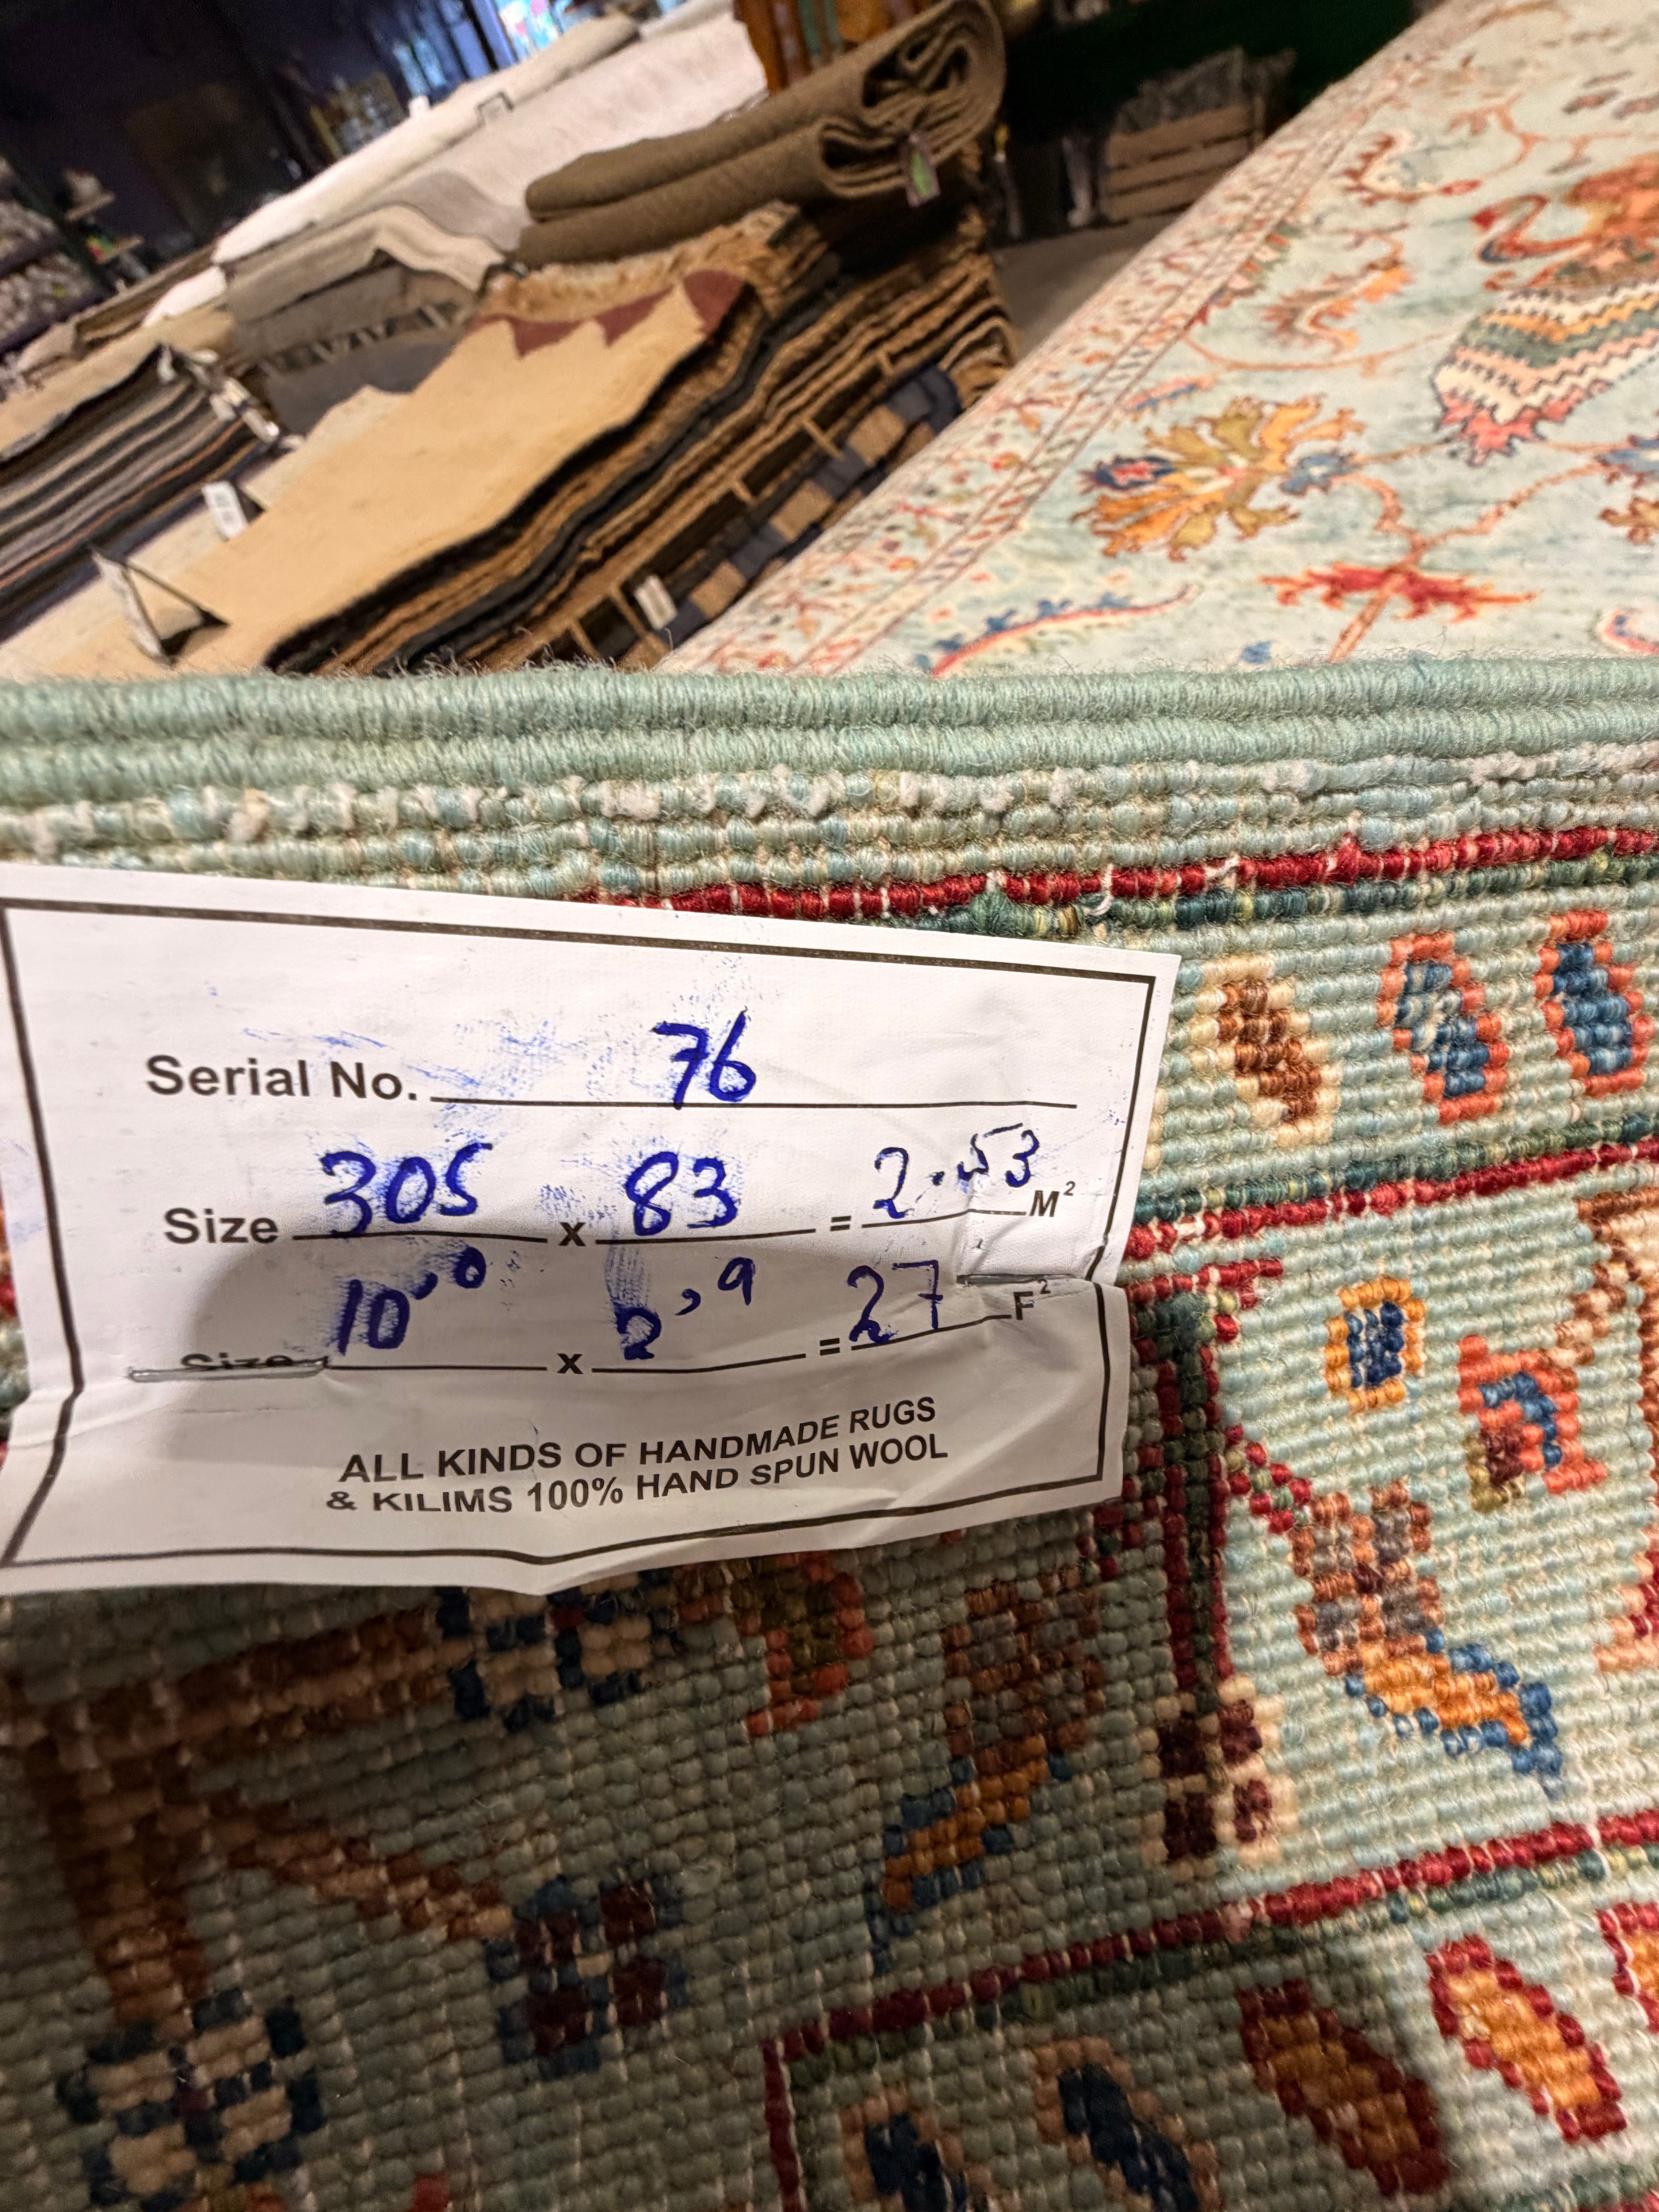 Serial No. 76
Size 305 x 83 = 2.53 M²
Size 10,0 x 2,9 = 27 F²
ALL KINDS OF HANDMADE RUGS
& KILIMS 100% HAND SPUN WOOL